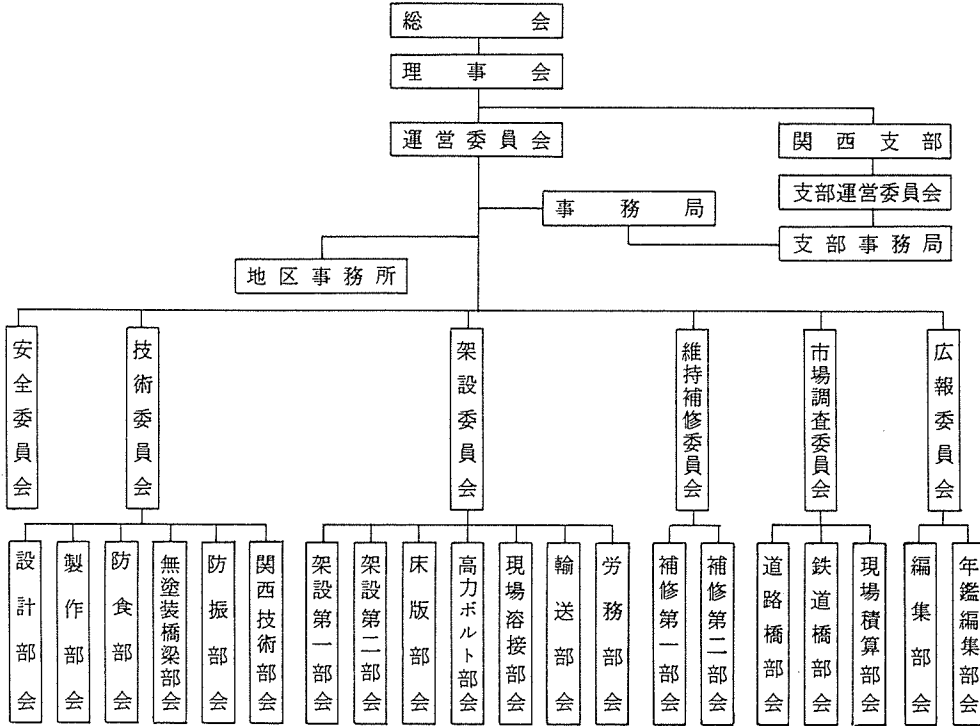 総会
理事会
運営委員会
関西支部
支部運営委員会
事務局
支部事務局
地区事務所
安全委員会
技術委員会
架設委員会
維持補修委員会
市場調査委員会
広報委員会
設計部会
製作部会
防食部会
無塗装橋梁部会
防振部会
関西技術部会
架設第一部会
架設第二部会
床版部会
高力ボルト部会
現場溶接部会
輸送部会
労務部会
補修第一部会
補修第二部会
道路橋部会
鉄道橋部会
現場積算部会
編集部会
年鑑編集部会